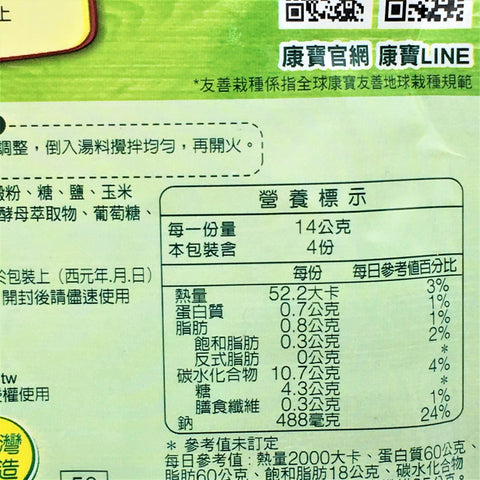 上
康寶官網 康寶LINE
*友善栽種係指全球康寶友善地球栽種規範
調整,倒入湯料攪拌均勻,再開火。
澱粉、糖、鹽、玉米
酵母萃取物、葡萄糖、
於包裝上(西元年.月.日)
開封後請儘速使用
tw
授權使用
灣
造
營養標示
每一份量 14公克
本包裝含 4份
每份 每日參考值百分比
熱量 52.2大卡 3%
蛋白質 0.7公克 1%
脂肪 0.8公克 1%
飽和脂肪 0.3公克 2%
反式脂肪 0公克 *
碳水化合物 10.7公克 4%
糖 4.3公克 *
膳食纖維 0.3公克 1%
鈉 488毫克 24%
* 參考值未訂定
每日參考值:熱量2000大卡、蛋白質60公克、
脂肪60公克、飽和脂肪18公克、碳水化合物